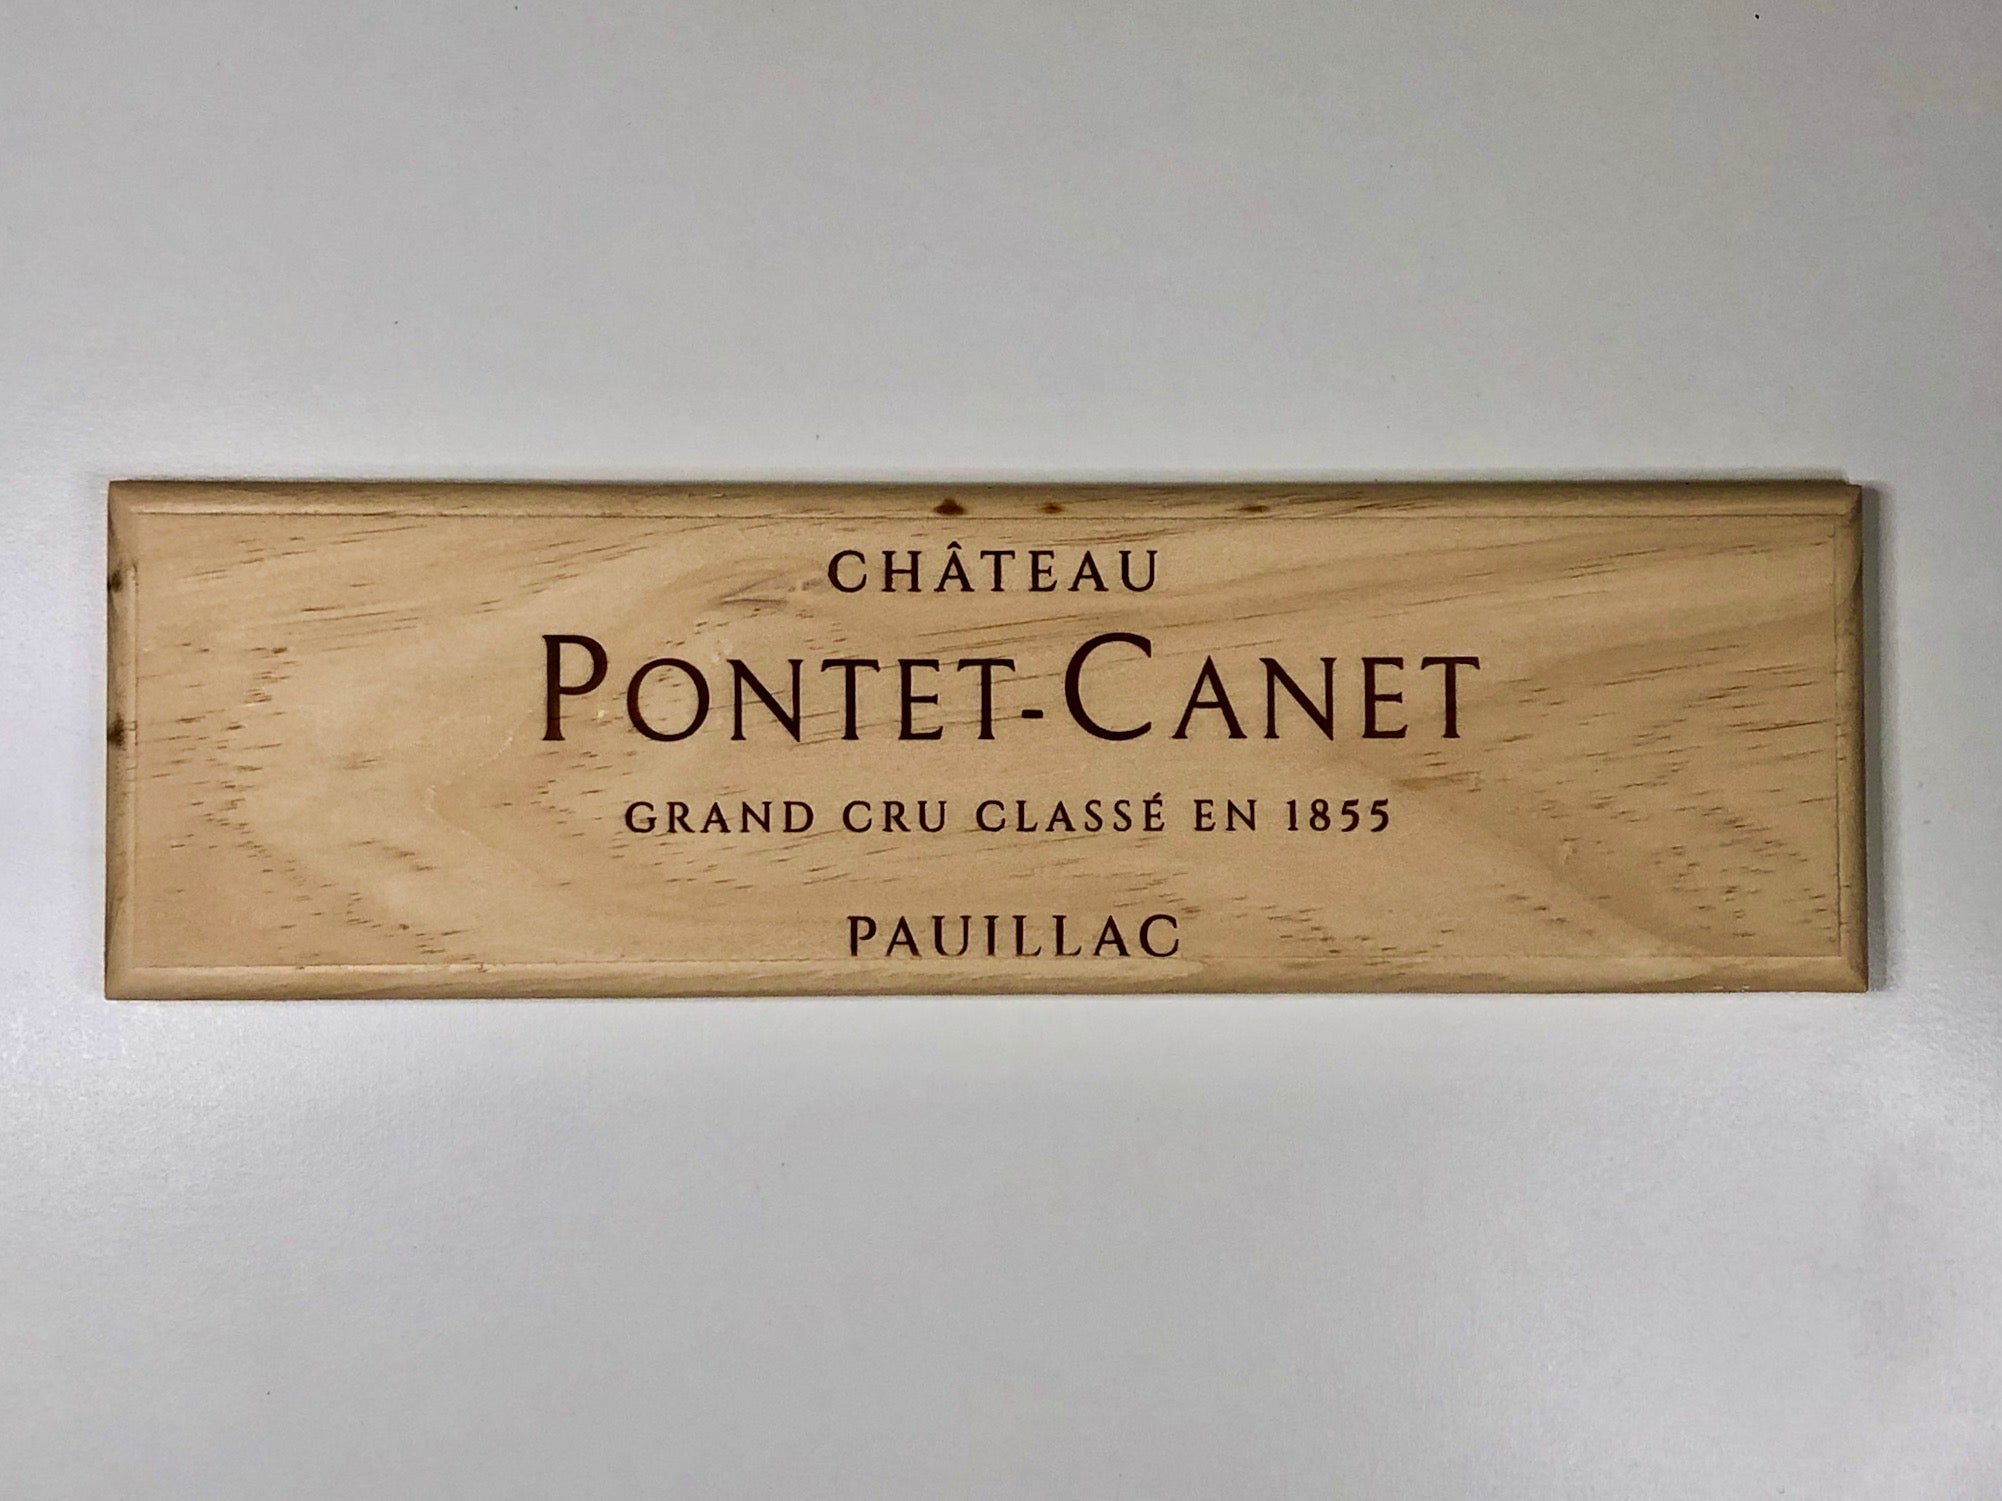 CHÂTEAU
PONTET-CANET
GRAND CRU CLASSÉ EN 1855
PAUILLAC